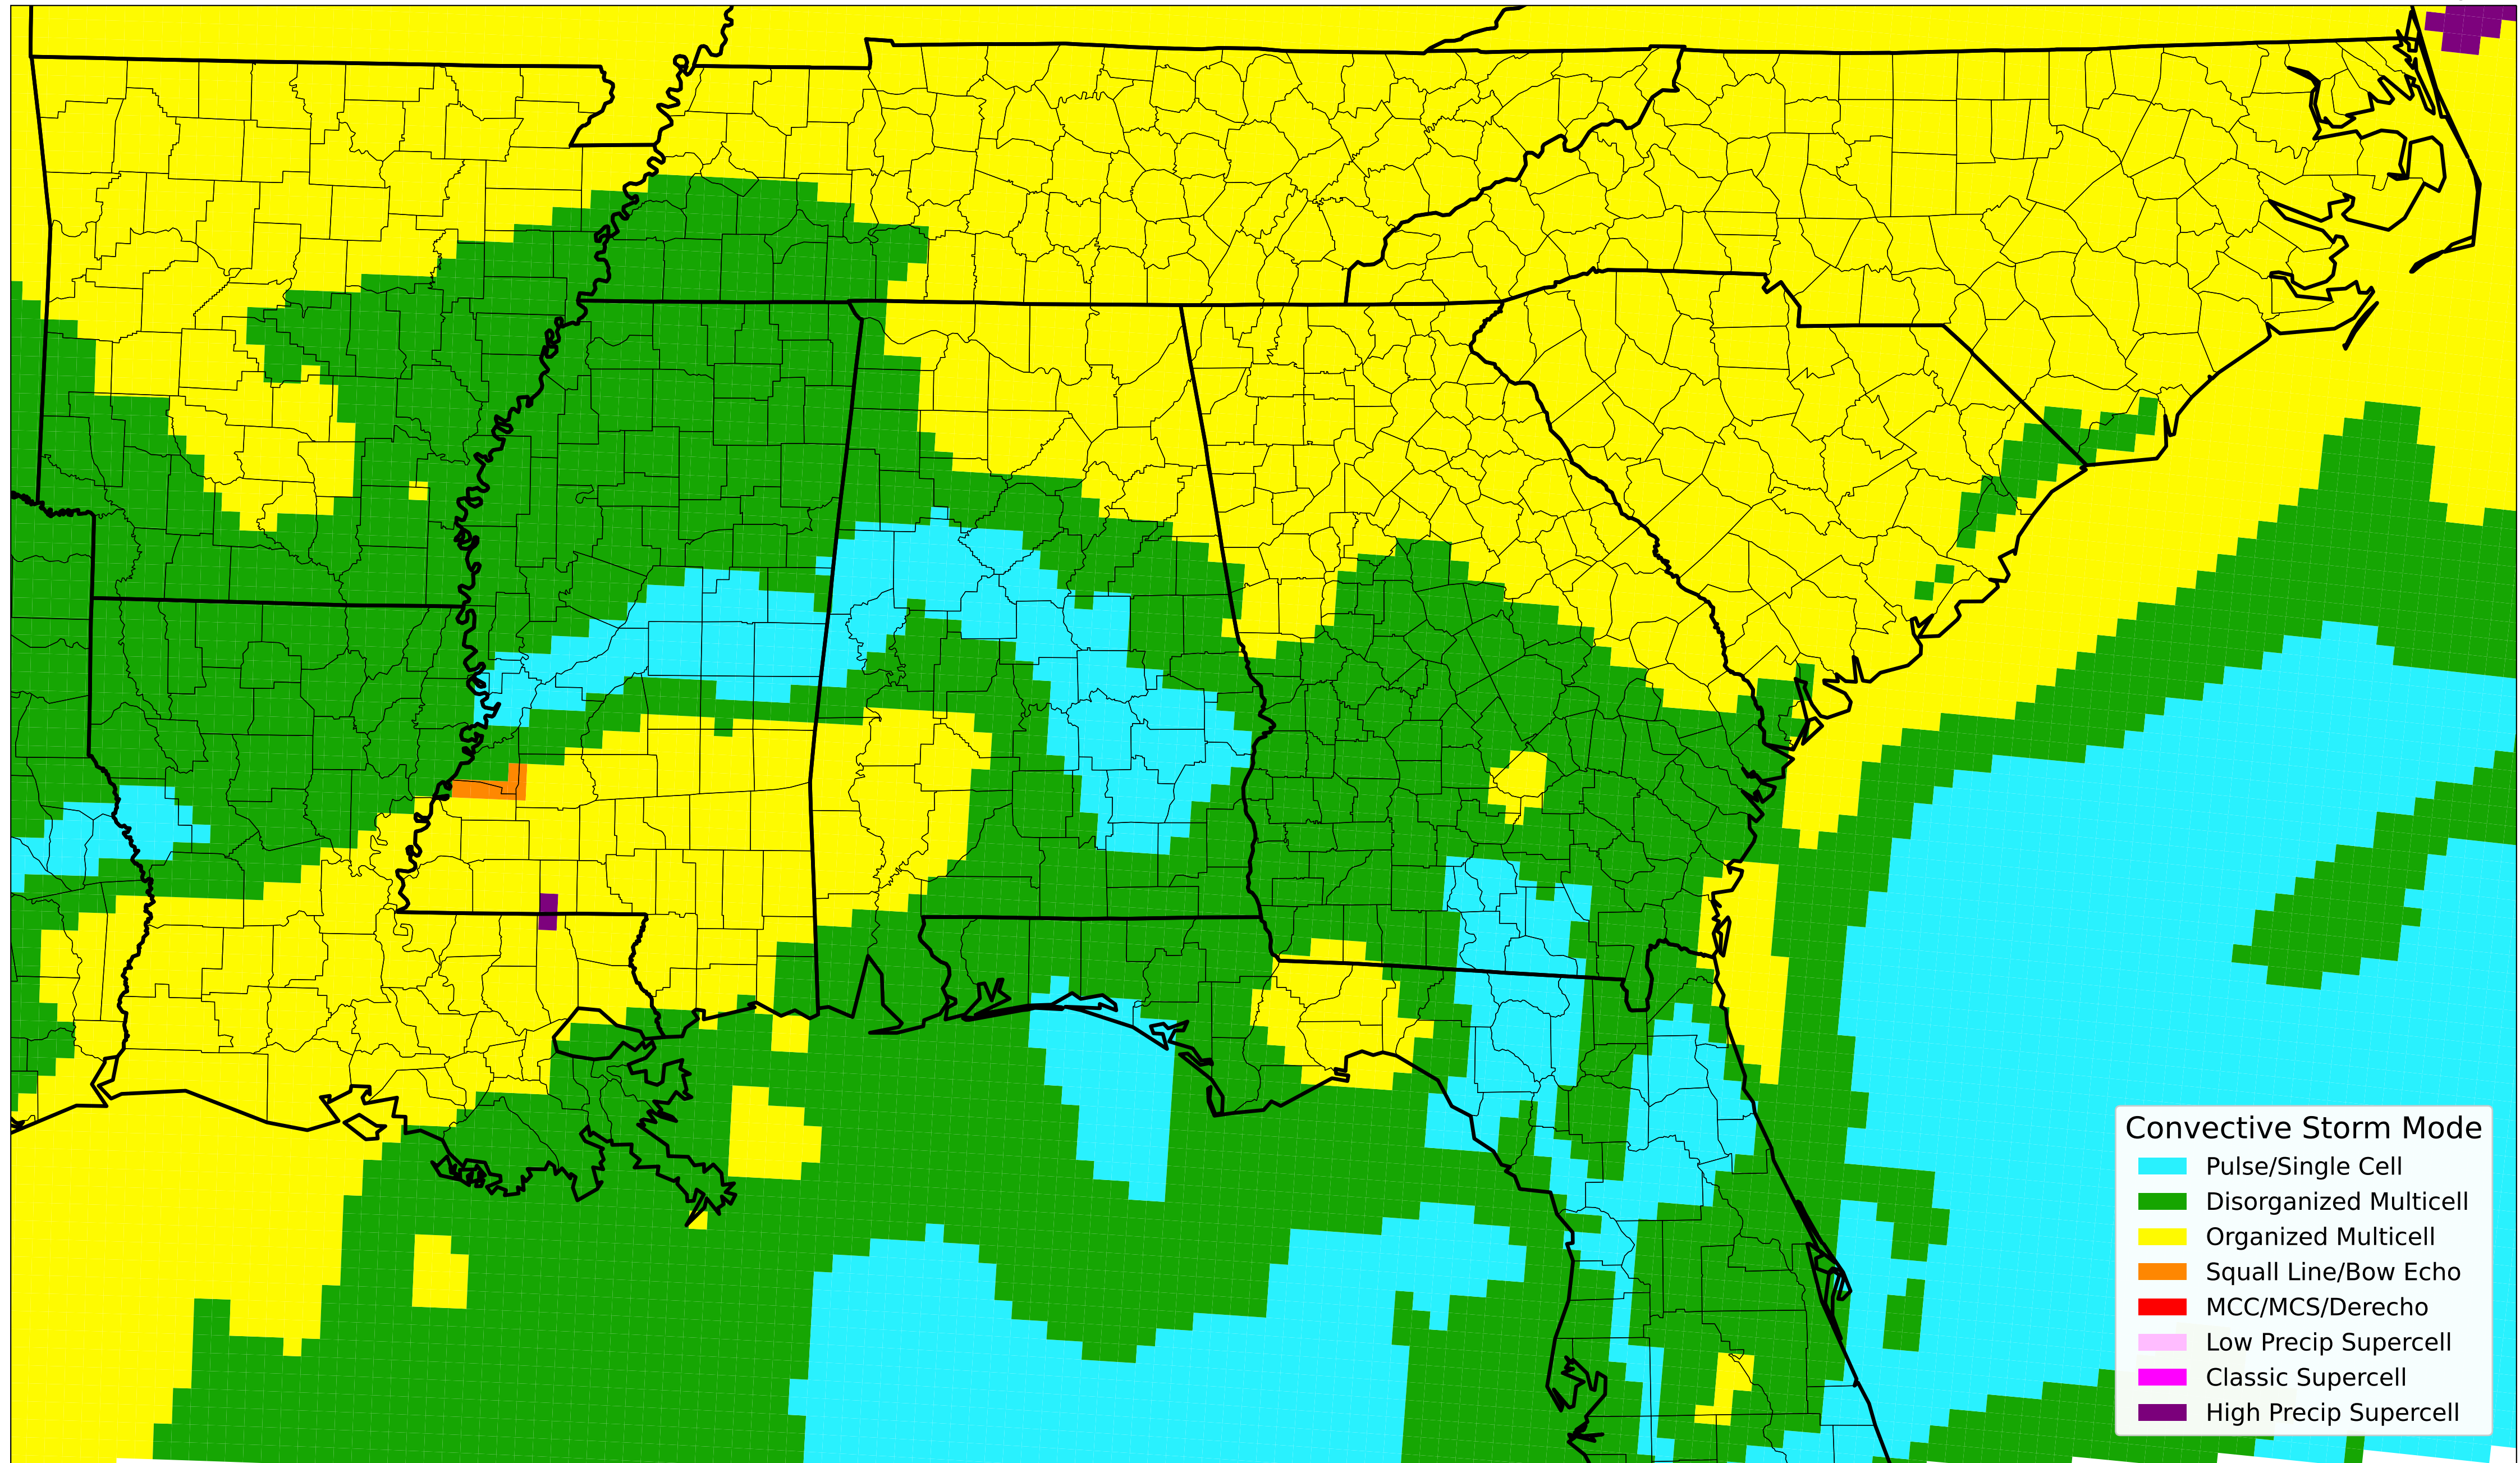 Convective Storm Mode
Pulse/Single Cell
Disorganized Multicell
Organized Multicell
Squall Line/Bow Echo
MCC/MCS/Derecho
Low Precip Supercell
Classic Supercell
High Precip Supercell